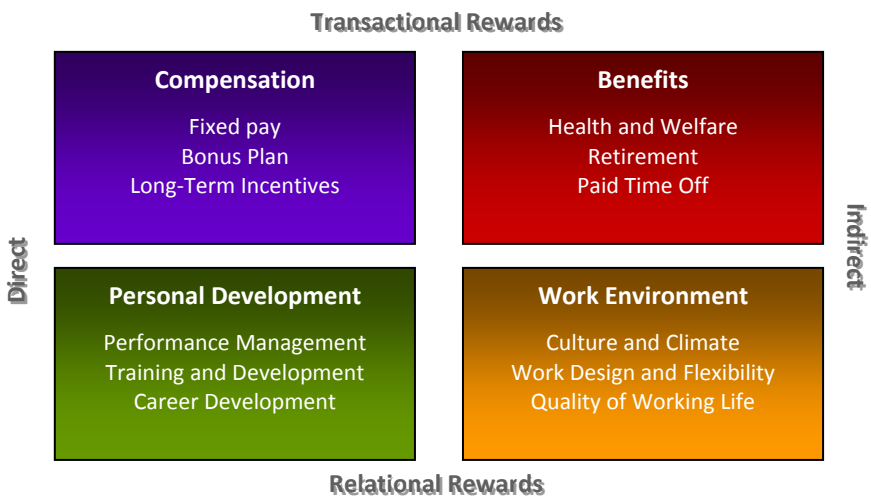 Transactional Rewards
Compensation
Fixed pay
Bonus Plan
Long-Term Incentives
Benefits
Health and Welfare
Retirement
Paid Time Off
Direct
Indirect
Personal Development
Performance Management
Training and Development
Career Development
Work Environment
Culture and Climate
Work Design and Flexibility
Quality of Working Life
Relational Rewards